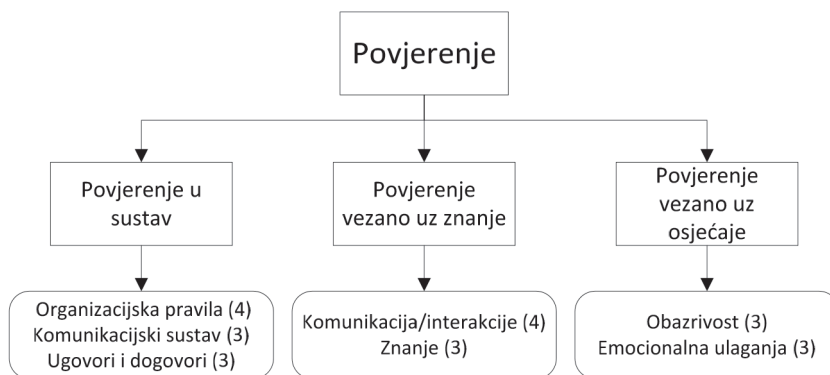 Povjerenje
Povjerenje u
sustav
Povjerenje
vezano uz znanje
Povjerenje
vezano uz
osjećaje
Organizacijska pravila (4)
Komunikacijski sustav (3)
Ugovori i dogovori (3)
Komunikacija/interakcije (4)
Znanje (3)
Obazrivost (3)
Emocionalna ulaganja (3)